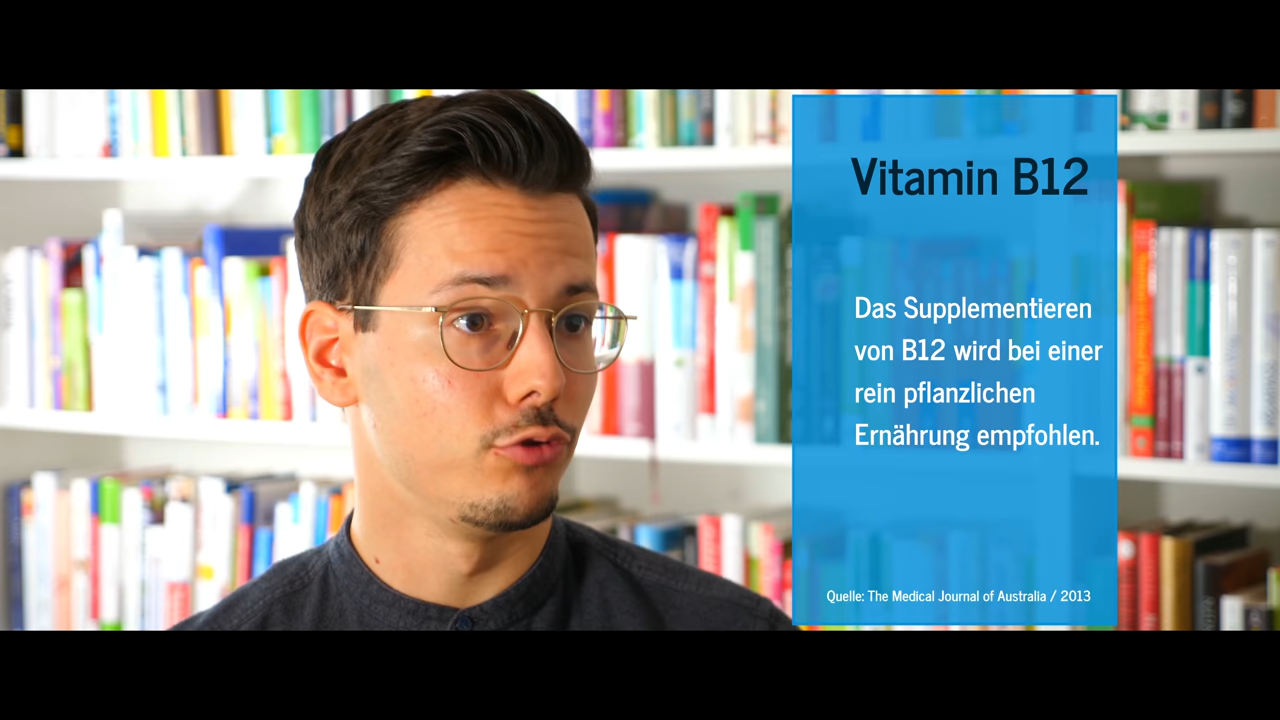 Vitamin B12
Das Supplementieren
von B12 wird bei einer
rein pflanzlichen
Ernährung empfohlen.
Quelle: The Medical Journal of Australia / 2013